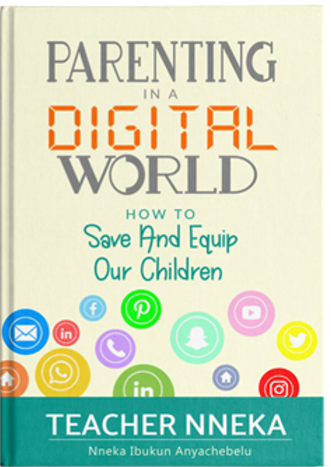 PARENTING
IN A
DIGITAL
WORLD
HOW TO
Save And Equip
Our Children
TEACHER NNEKA
Nneka Ibukun Anyachebelu